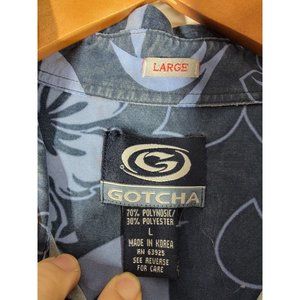 LARGE
GOTCHA
70% POLYNOSIC/
30% POLYESTER
L
MADE IN KOREA
RN 63925
SEE REVERSE
FOR CARE